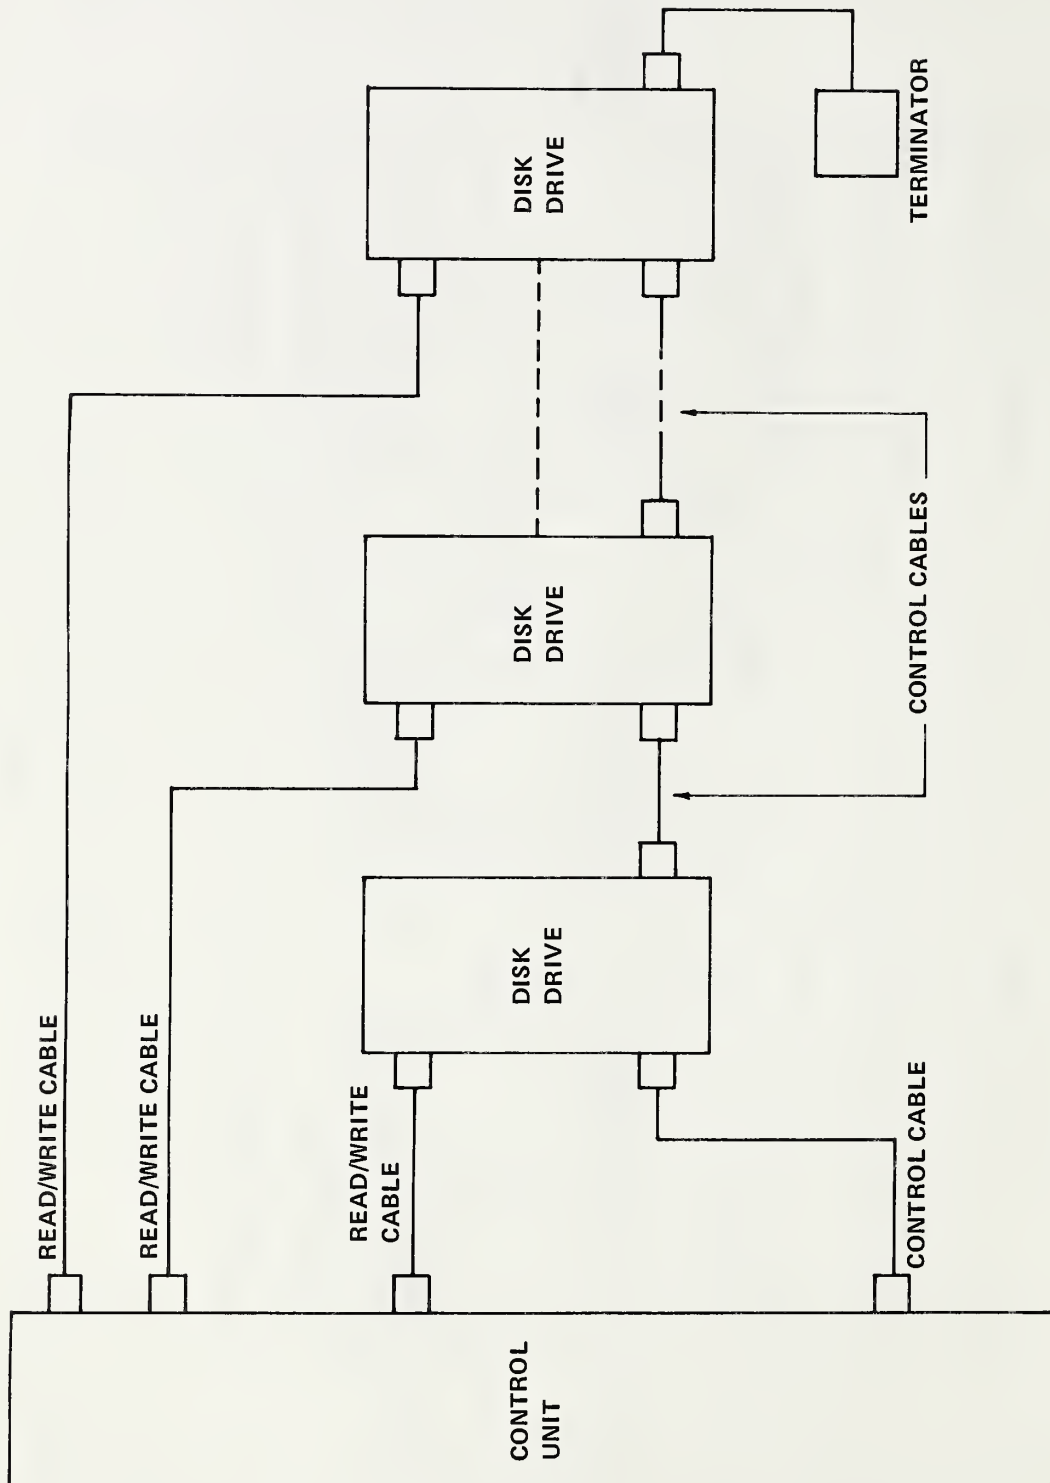 READ/WRITE CABLE
READ/WRITE CABLE
READ/WRITE
CABLE
CONTROL
UNIT
CONTROL CABLE
DISK
DRIVE
DISK
DRIVE
DISK
DRIVE
CONTROL CABLES
TERMINATOR